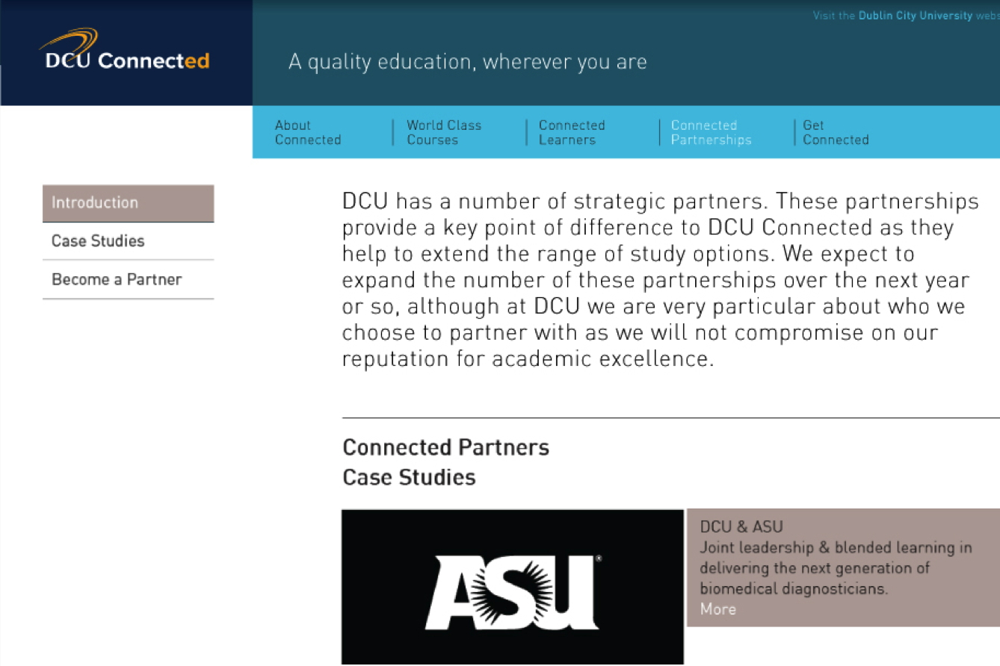 Visit the Dublin City University
DCU Connected
A quality education, wherever you are
About
Connected
World Class
Courses
Connected
Learners
Connected
Partnerships
Get
Connected
Introduction
Case Studies
Become a Partner
DCU has a number of strategic partners. These partnerships
provide a key point of difference to DCU Connected as they
help to extend the range of study options. We expect to
expand the number of these partnerships over the next year
or so, although at DCU we are very particular about who we
choose to partner with as we will not compromise on our
reputation for academic excellence.
Connected Partners
Case Studies
ASU®
DCU & ASU
Joint leadership & blended learning in
delivering the next generation of
biomedical diagnosticians.
More